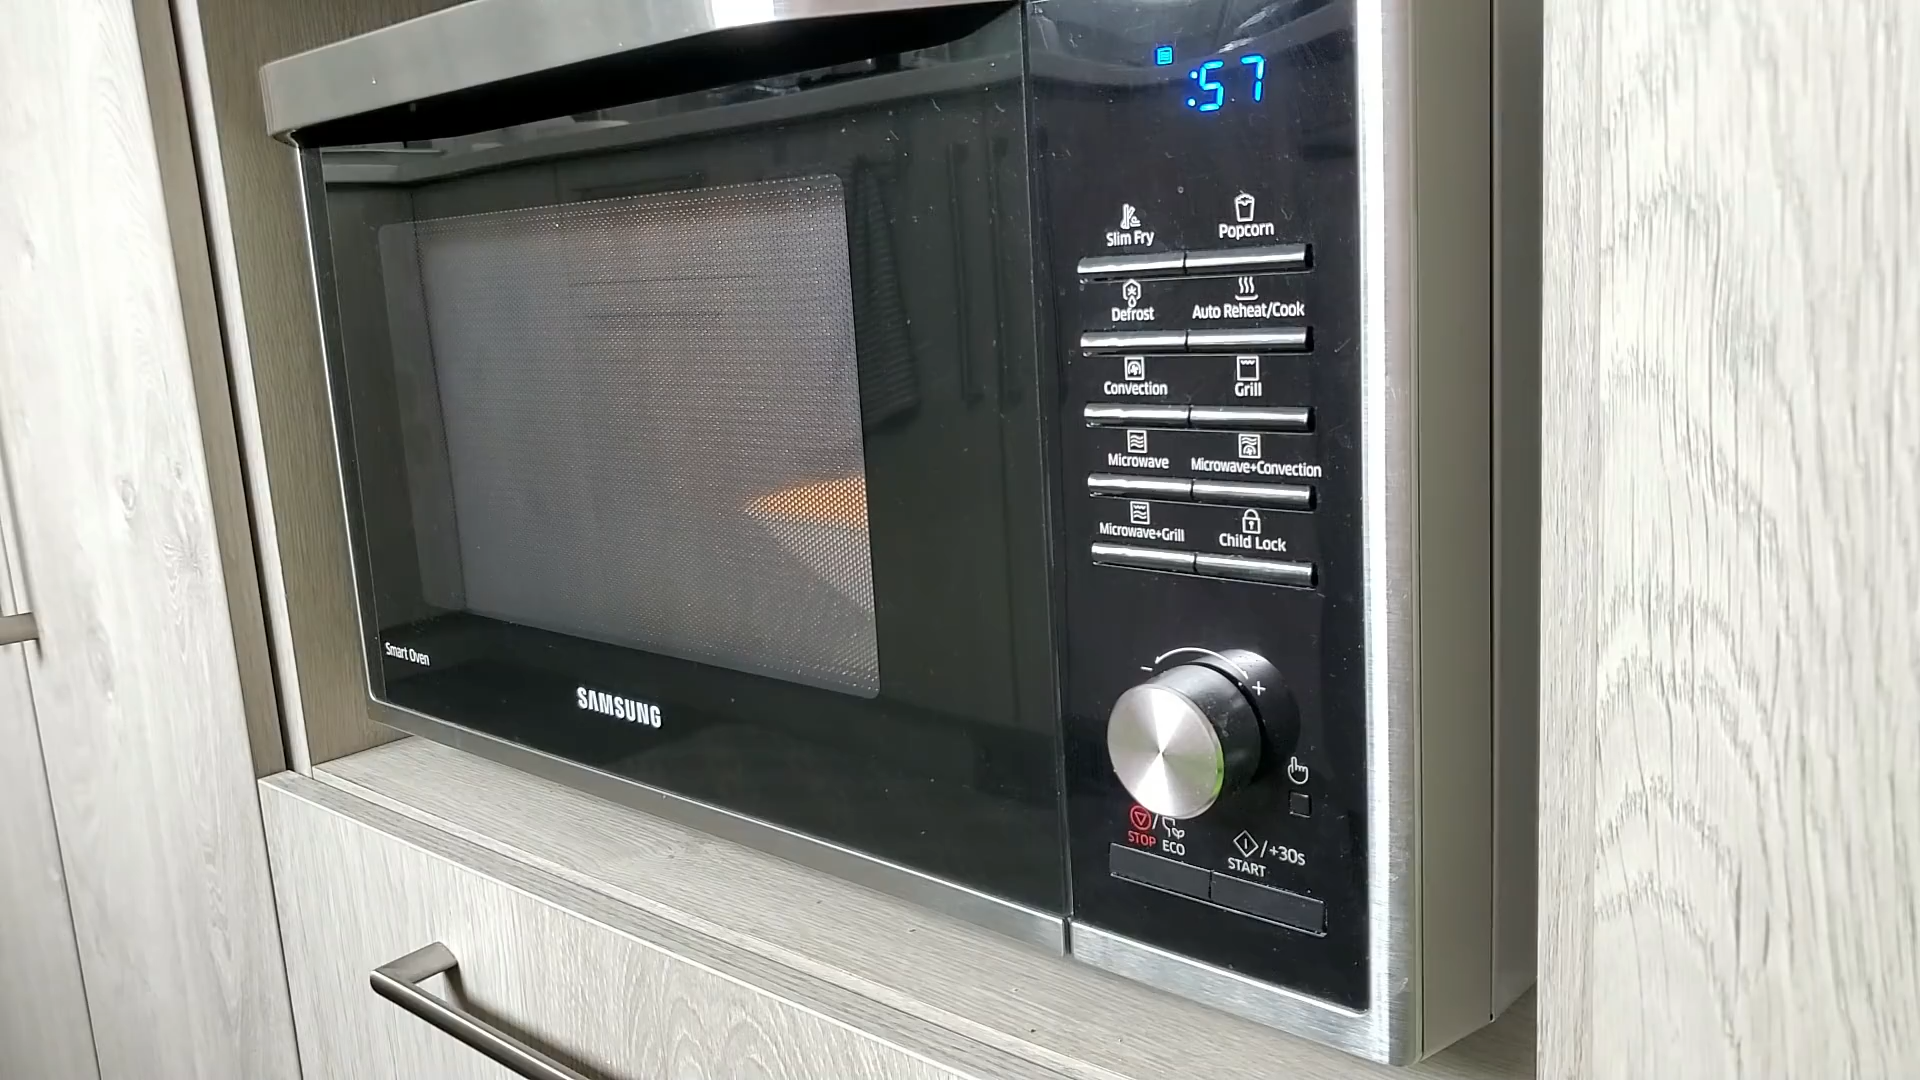 :57
Slim Fry
Popcorn
Defrost
Auto Reheat/Cook
Convection
Grill
Microwave
Microwave+Convection
Microwave+Grill
Child Lock
- +
STOP / ECO
START / +30s
Smart Oven
SAMSUNG